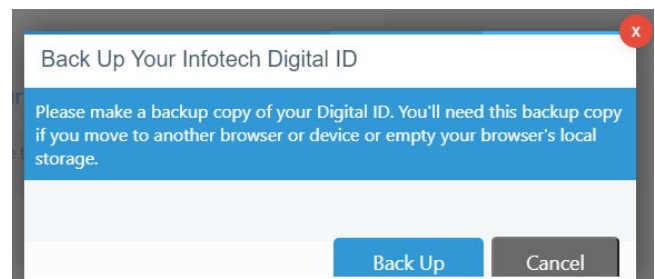 x
Back Up Your Infotech Digital ID
Please make a backup copy of your Digital ID. You'll need this backup copy
if you move to another browser or device or empty your browser's local
storage.
Back Up Cancel